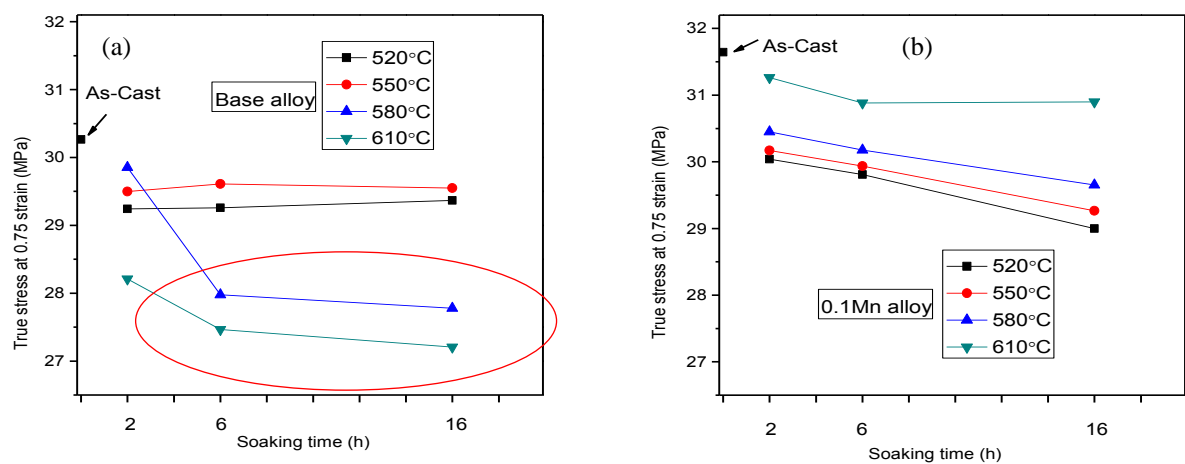 (a)
520°C
550°C
580°C
610°C
Base alloy
As-Cast
32
31
30
29
28
27
True stress at 0.75 strain (MPa)
2
6
16
Soaking time (h)
(b)
As-Cast
32
31
30
29
28
27
26
True stress at 0.75 strain (MPa)
520°C
550°C
580°C
610°C
0.1Mn alloy
2
6
16
Soaking time (h)